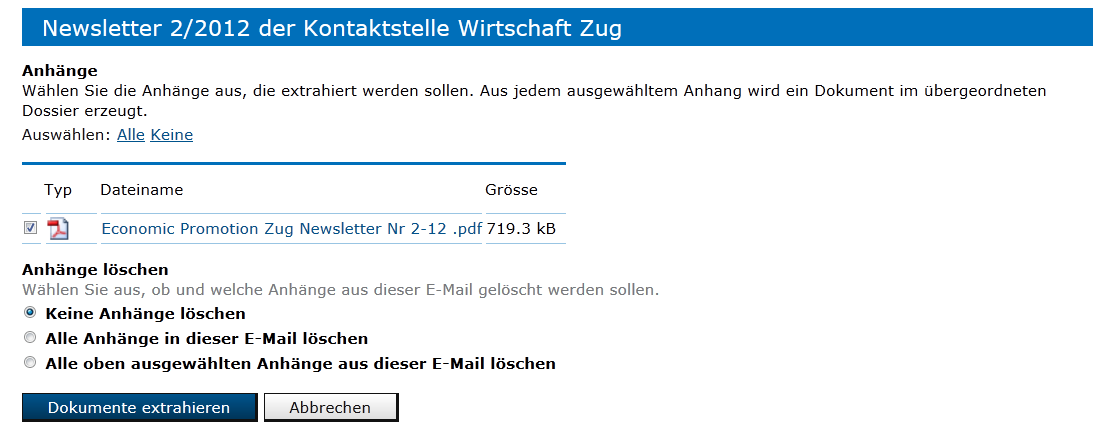 Newsletter 2/2012 der Kontaktstelle Wirtschaft Zug
Anhänge
Wählen Sie die Anhänge aus, die extrahiert werden sollen. Aus jedem ausgewähltem Anhang wird ein Dokument im übergeordneten
Dossier erzeugt.
Auswählen: Alle Keine
Typ Dateiname Grösse
Economic Promotion Zug Newsletter Nr 2-12 .pdf 719.3 kB
Anhänge löschen
Wählen Sie aus, ob und welche Anhänge aus dieser E-Mail gelöscht werden sollen.
Keine Anhänge löschen
Alle Anhänge in dieser E-Mail löschen
Alle oben ausgewählten Anhänge aus dieser E-Mail löschen
Dokumente extrahieren Abbrechen